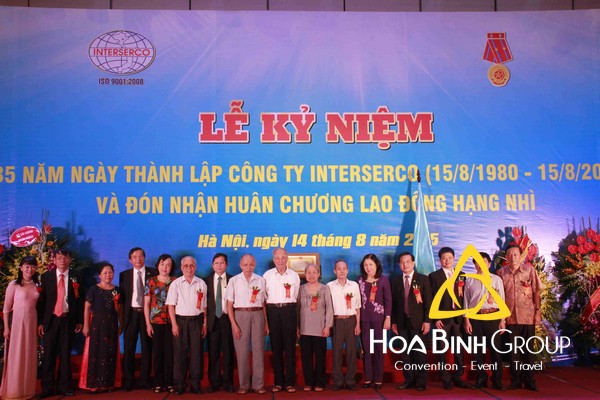 INTERSERCO
ISO 9001:2008
LỄ KỶ NIỆM
35 NĂM NGÀY THÀNH LẬP CÔNG TY INTERSERCO (15/8/1980 - 15/8/20
VÀ ĐÓN NHẬN HUÂN CHƯƠNG LAO ĐỘNG HẠNG NHÌ
Hà Nội, ngày 14 tháng 8 năm
HOA BINH GROUP
Convention - Event - Travel